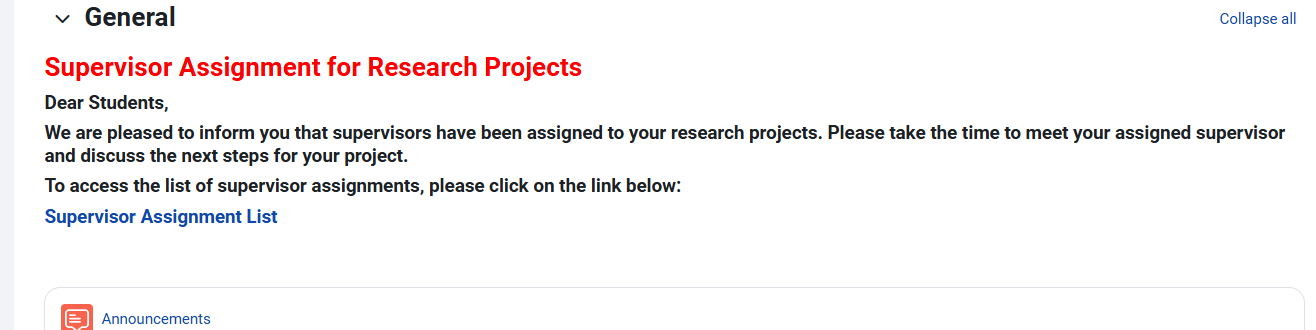 General
Collapse all
Supervisor Assignment for Research Projects
Dear Students,
We are pleased to inform you that supervisors have been assigned to your research projects. Please take the time to meet your assigned supervisor
and discuss the next steps for your project.
To access the list of supervisor assignments, please click on the link below:
Supervisor Assignment List
Announcements